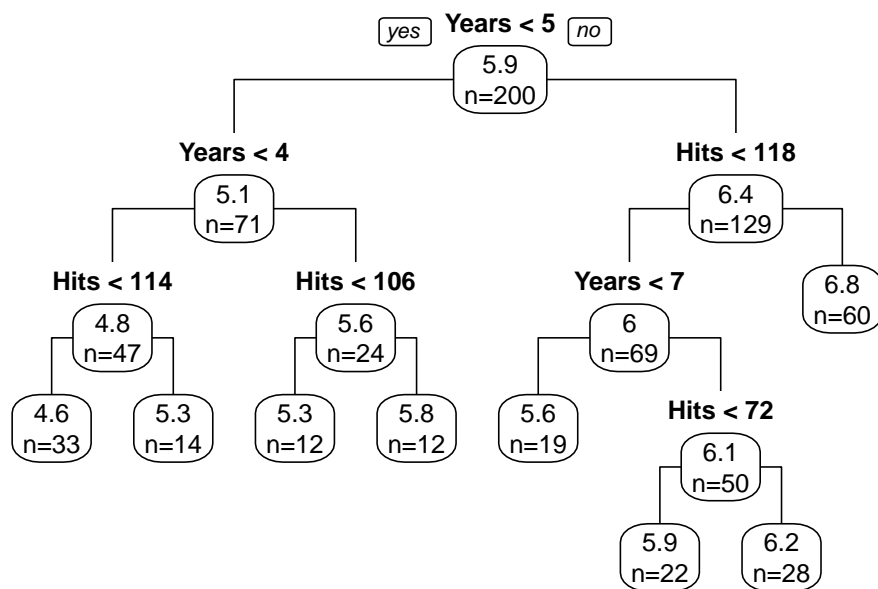 yes Years < 5 no
5.9
n=200
Years < 4
5.1
n=71
Hits < 118
6.4
n=129
Hits < 114
4.8
n=47
Hits < 106
5.6
n=24
Years < 7
6
n=69
6.8
n=60
4.6
n=33
5.3
n=14
5.3
n=12
5.8
n=12
5.6
n=19
Hits < 72
6.1
n=50
5.9
n=22
6.2
n=28